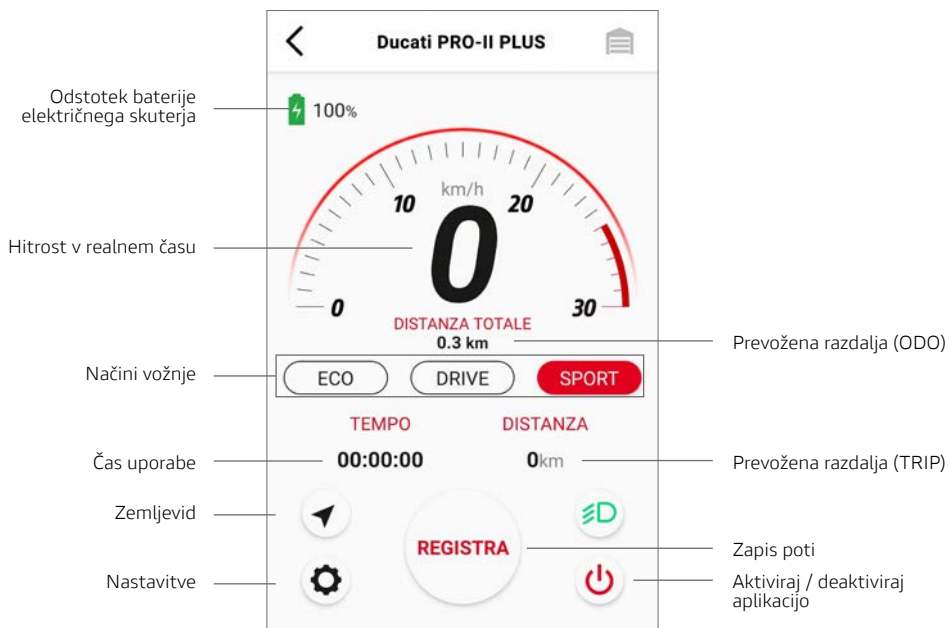 Ducati PRO-II PLUS
Odstotek baterije
električnega skuterja
100%
km/h
10
20
Hitrost v realnem času
0
0
30
DISTANZA TOTALE
0.3 km
Prevožena razdalja (ODO)
Načini vožnje
ECO DRIVE SPORT
TEMPO DISTANZA
Čas uporabe
00:00:00
0km
Prevožena razdalja (TRIP)
Zemljevid
REGISTRA
Zapis poti
Nastavitve
Aktiviraj / deaktiviraj
aplikacijo